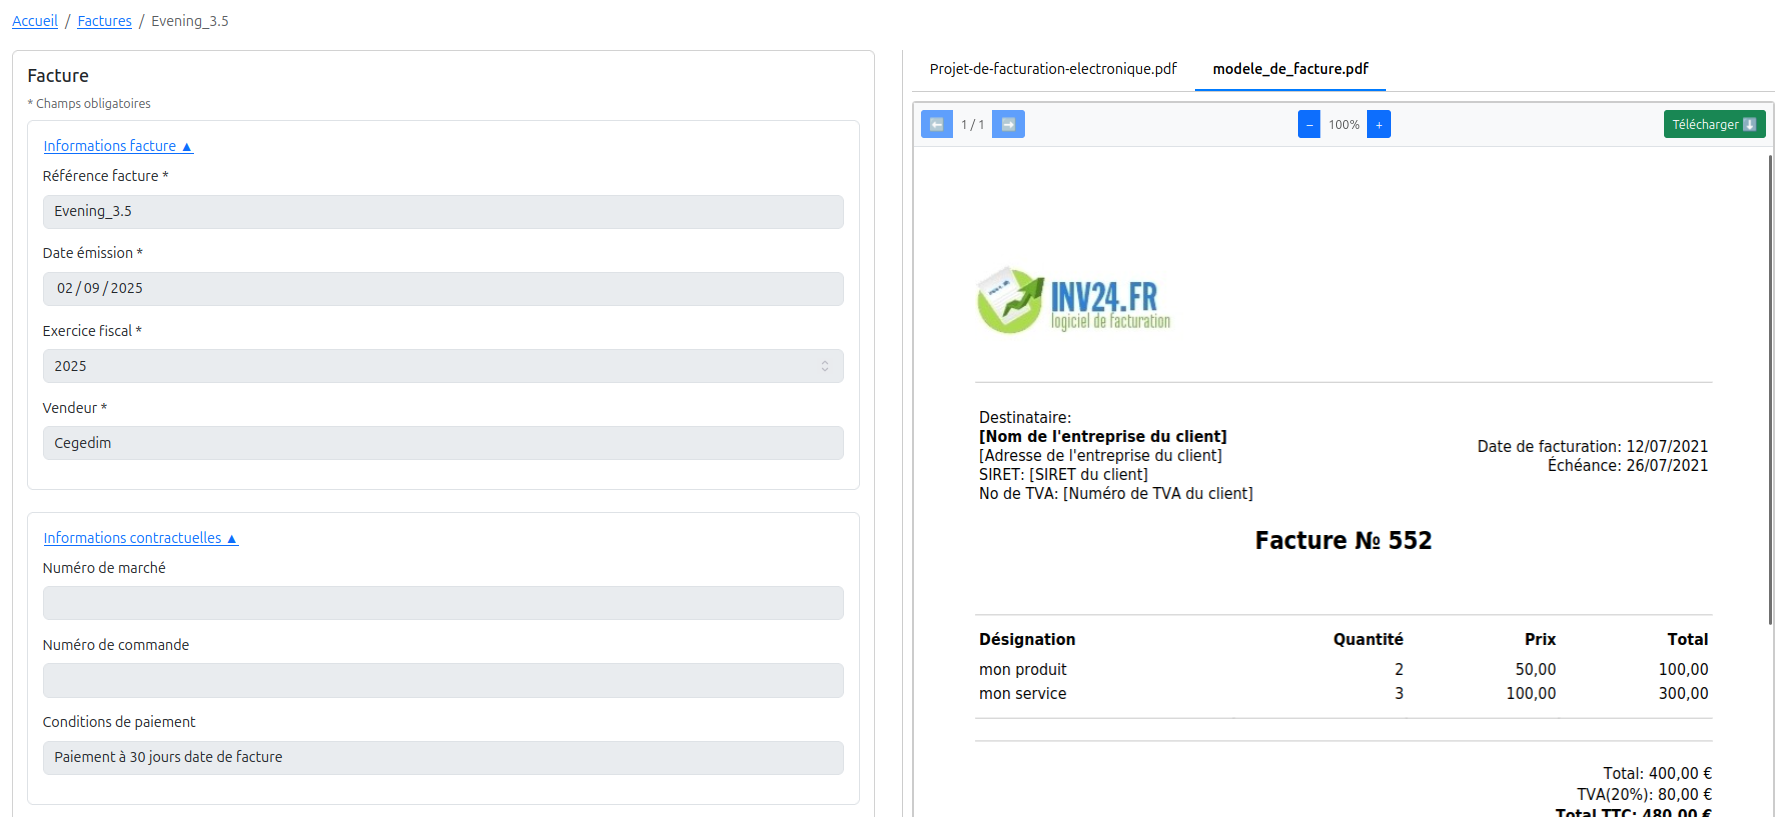 Accueil / Factures / Evening_3.5
Facture
* Champs obligatoires
Informations facture ▲
Référence facture *
Evening_3.5
Date émission *
02 / 09 / 2025
Exercice fiscal *
2025
Vendeur *
Cegedim
Informations contractuelles ▲
Numéro de marché
Numéro de commande
Conditions de paiement
Paiement à 30 jours date de facture
Projet-de-facturation-electronique.pdf modele_de_facture.pdf
⬅ 1 / 1 ➡ − 100% + Télécharger ⬇
INV24.FR
logiciel de facturation
Destinataire:
[Nom de l'entreprise du client]
[Adresse de l'entreprise du client]
SIRET: [SIRET du client]
No de TVA: [Numéro de TVA du client]
Date de facturation: 12/07/2021
Échéance: 26/07/2021
Facture № 552
Désignation Quantité Prix Total
mon produit 2 50,00 100,00
mon service 3 100,00 300,00
Total: 400,00 €
TVA(20%): 80,00 €
Total TTC: 480,00 €